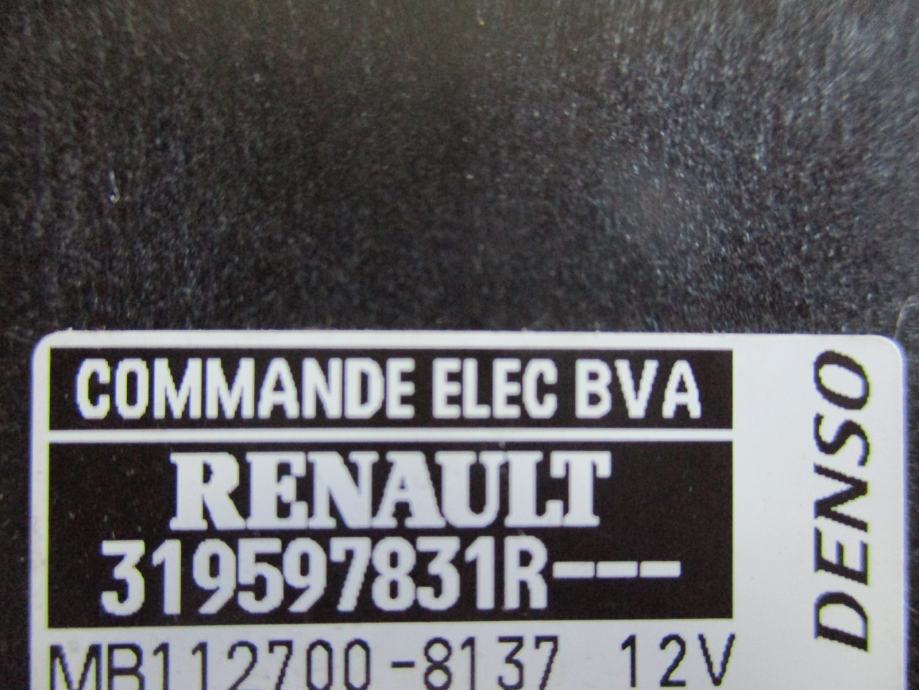 COMMANDE ELEC BVA
RENAULT
319597831R---
MB112700-8137 12V
DENSO